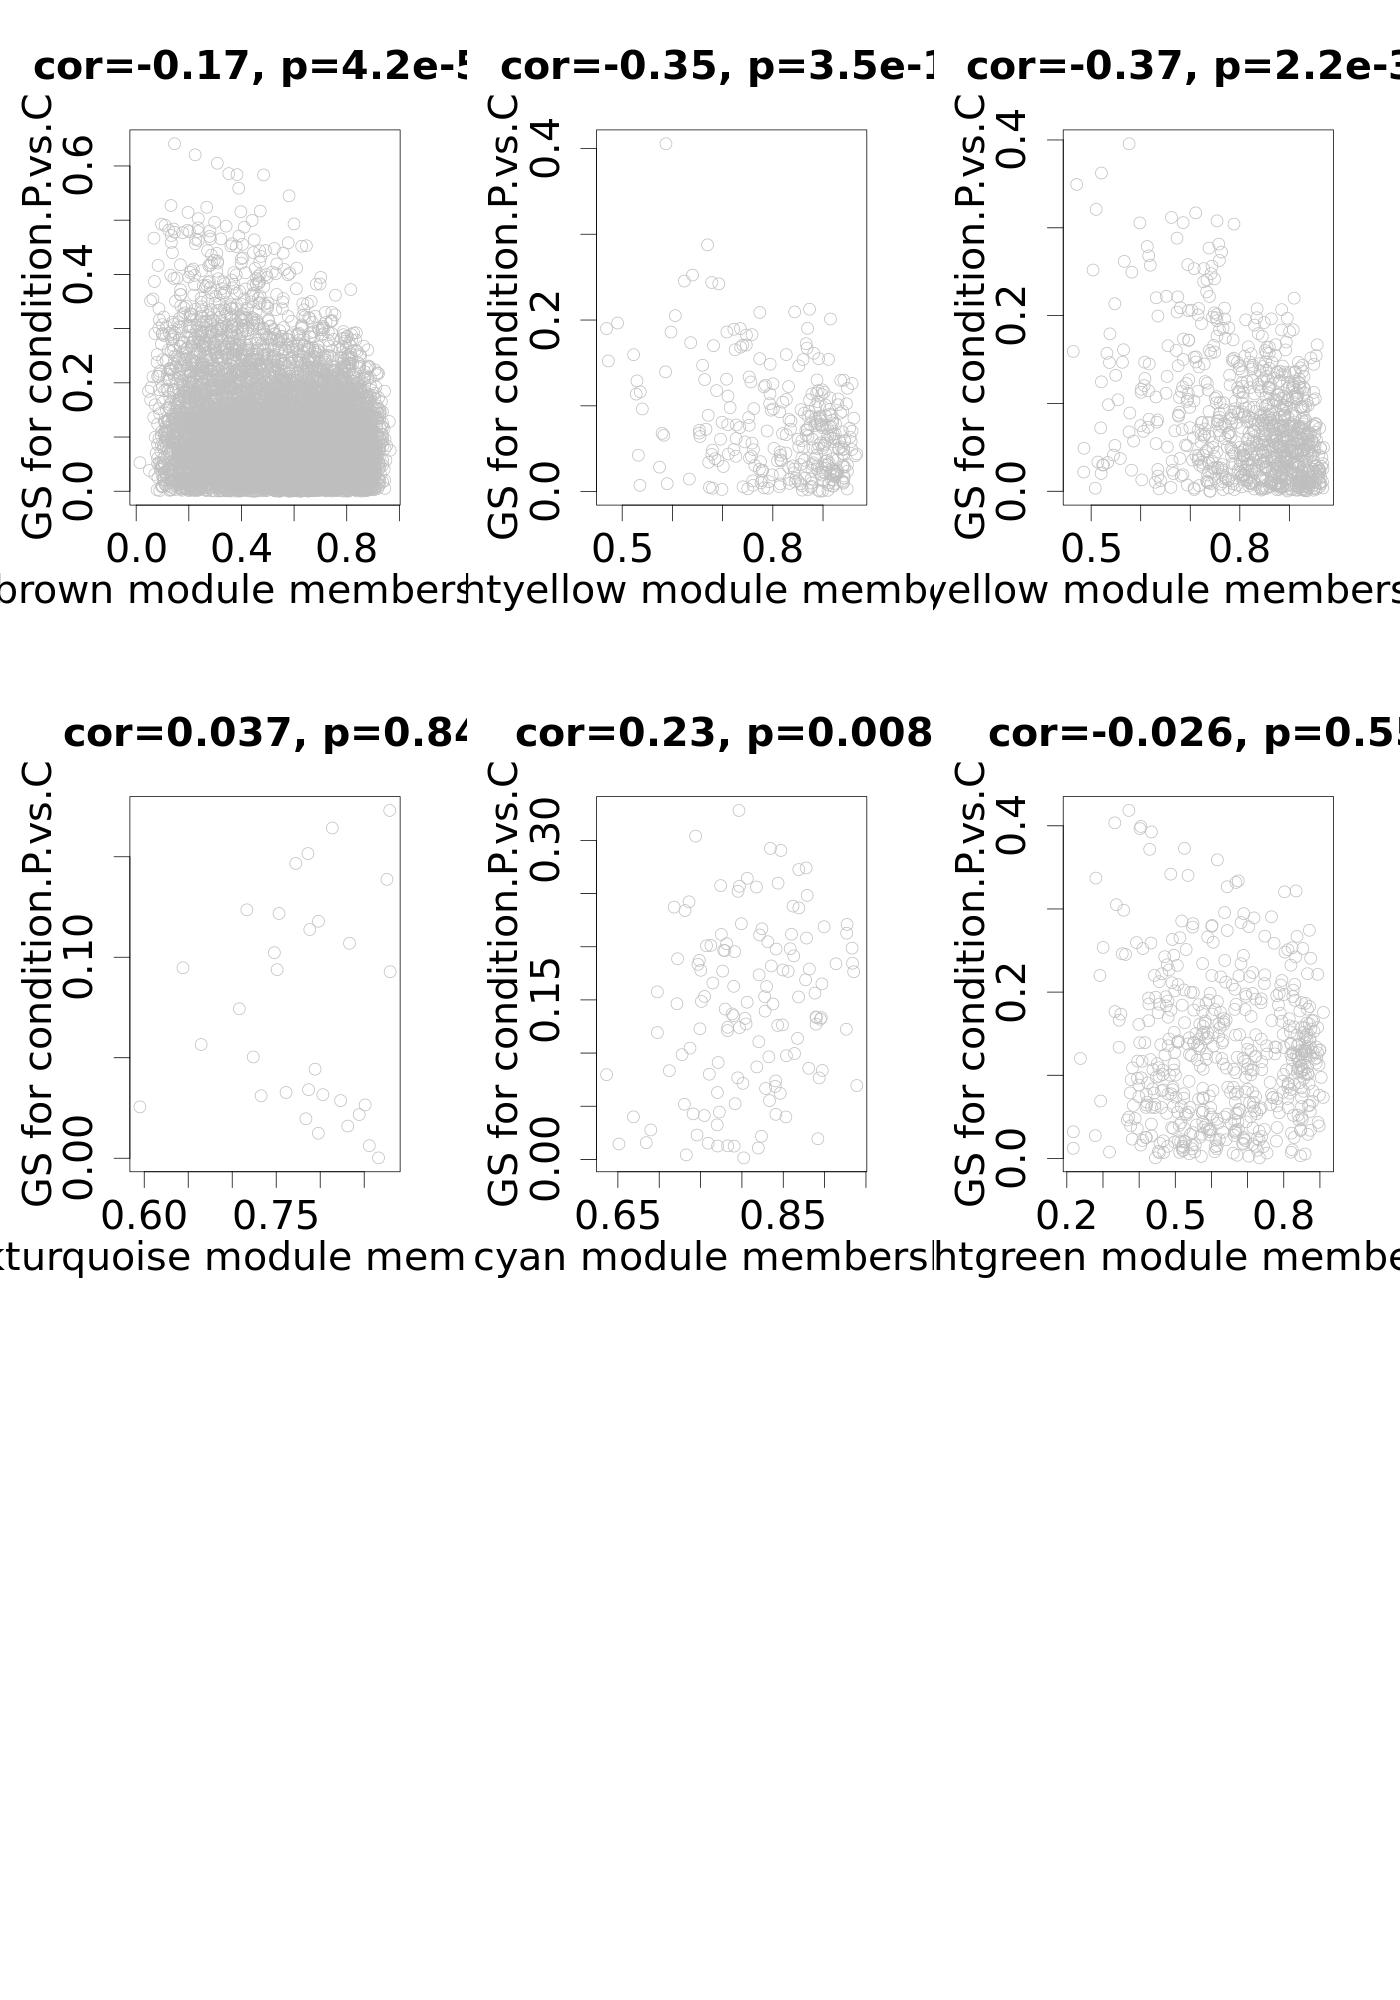 cor=-0.17, p=4.2e-5
GS for condition.P.vs.C
0.0 0.2 0.4 0.6
0.0 0.4 0.8
brown module members
cor=-0.35, p=3.5e-1
GS for condition.P.vs.C
0.0 0.2 0.4
0.5 0.8
htyellow module memb
cor=-0.37, p=2.2e-3
GS for condition.P.vs.C
0.0 0.2 0.4
0.5 0.8
yellow module members
cor=0.037, p=0.84
GS for condition.P.vs.C
0.00 0.10
0.60 0.75
kturquoise module mem
cor=0.23, p=0.008
GS for condition.P.vs.C
0.00 0.15 0.30
0.65 0.85
cyan module members
cor=-0.026, p=0.55
GS for condition.P.vs.C
0.0 0.2 0.4
0.2 0.5 0.8
htgreen module membe